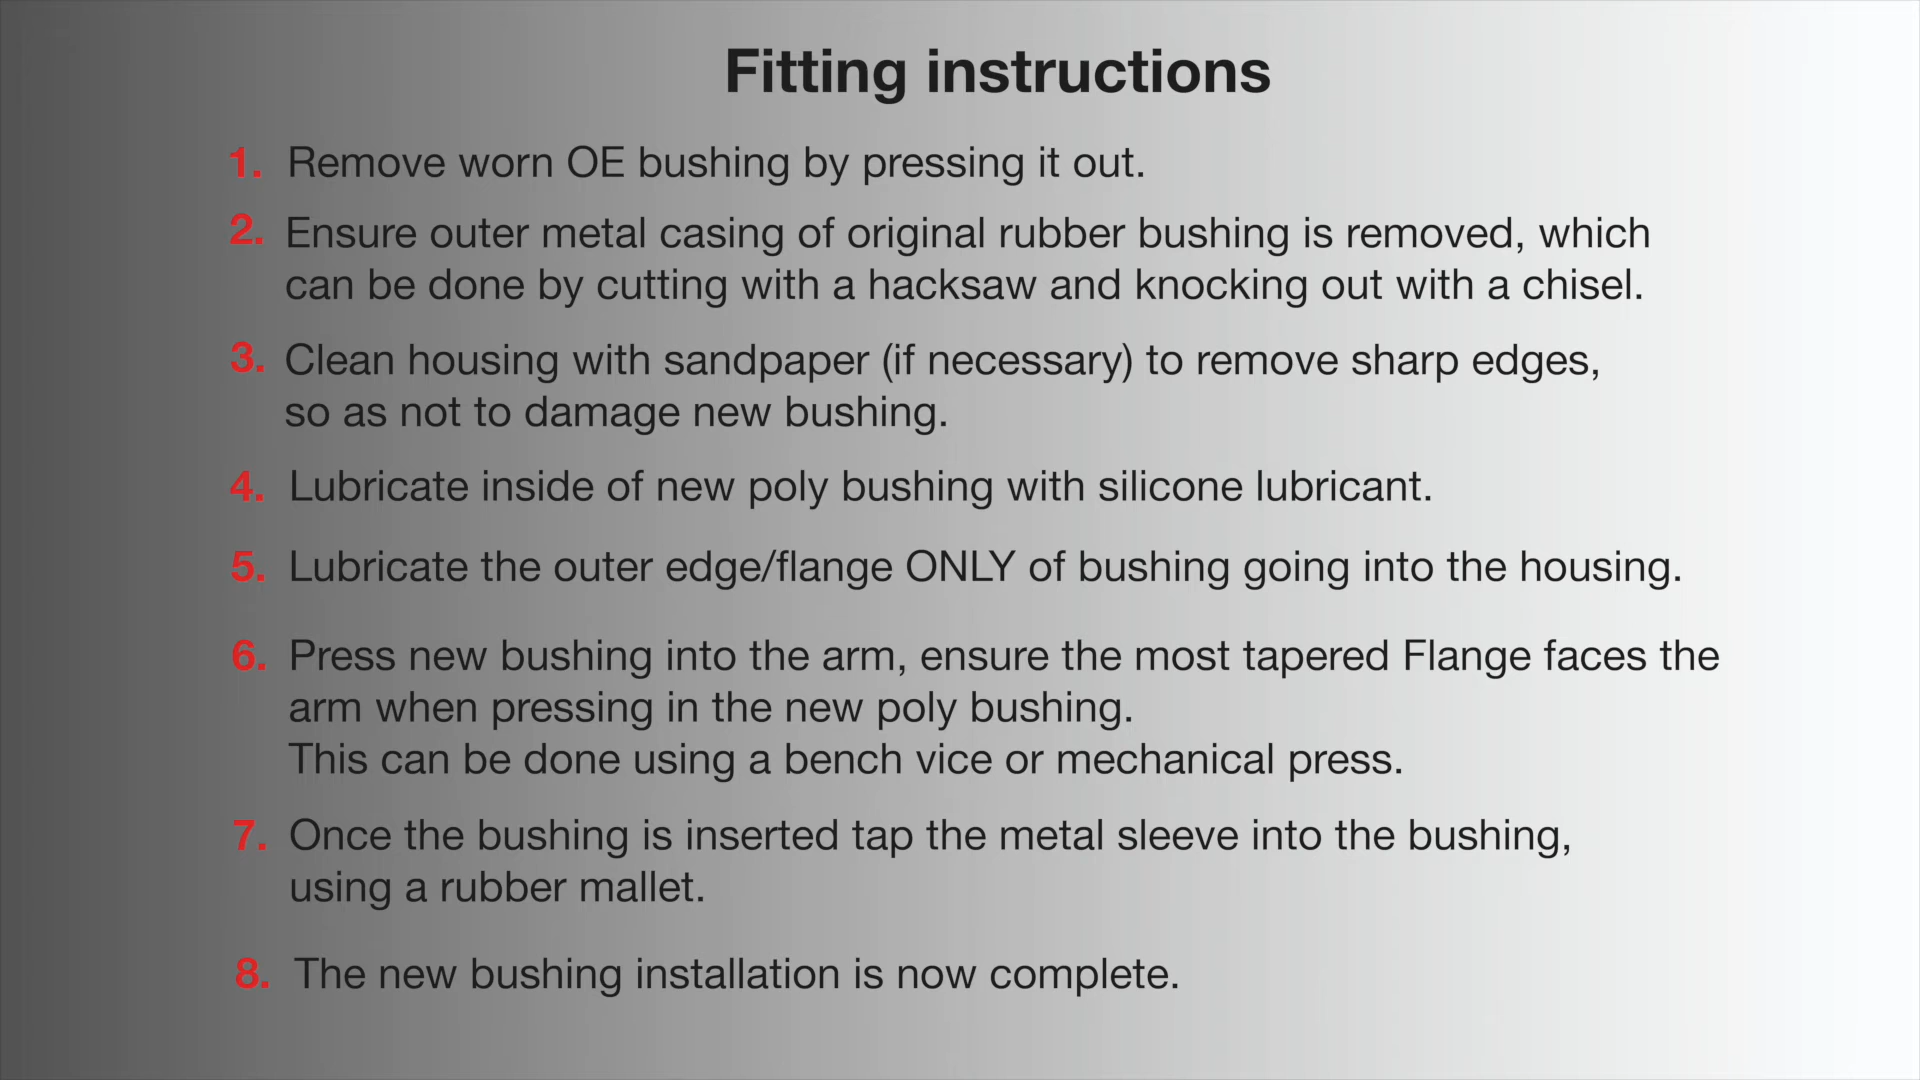 Fitting instructions
1. Remove worn OE bushing by pressing it out.
2. Ensure outer metal casing of original rubber bushing is removed, which
can be done by cutting with a hacksaw and knocking out with a chisel.
3. Clean housing with sandpaper (if necessary) to remove sharp edges,
so as not to damage new bushing.
4. Lubricate inside of new poly bushing with silicone lubricant.
5. Lubricate the outer edge/flange ONLY of bushing going into the housing.
6. Press new bushing into the arm, ensure the most tapered Flange faces the
arm when pressing in the new poly bushing.
This can be done using a bench vice or mechanical press.
7. Once the bushing is inserted tap the metal sleeve into the bushing,
using a rubber mallet.
8. The new bushing installation is now complete.